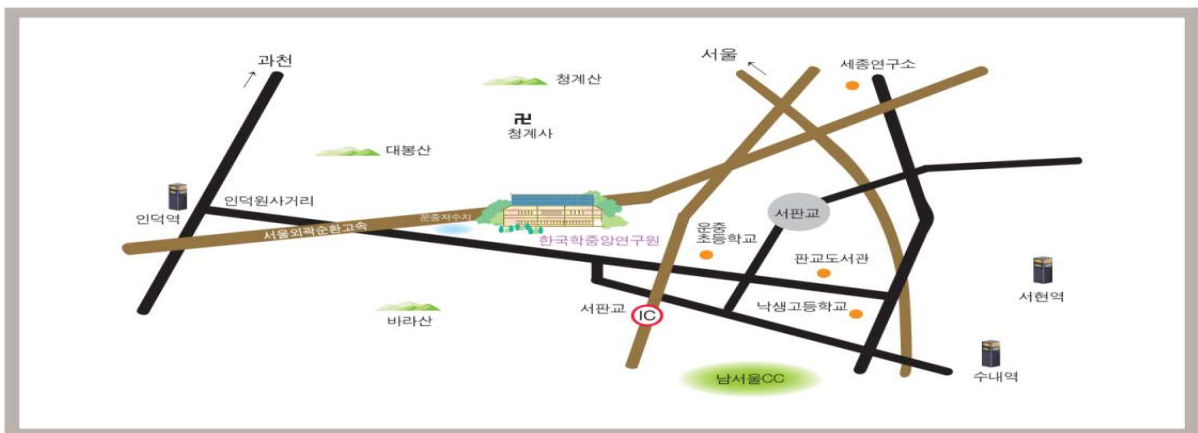 과천
서울
세종연구소
청계산
卍
청계사
대봉산
인덕역
인덕원사거리
서울외곽순환고속
운중저수지
한국학중앙연구원
운중
초등학교
서판교
판교도서관
서현역
서판교
IC
낙생고등학교
바라산
남서울CC
수내역